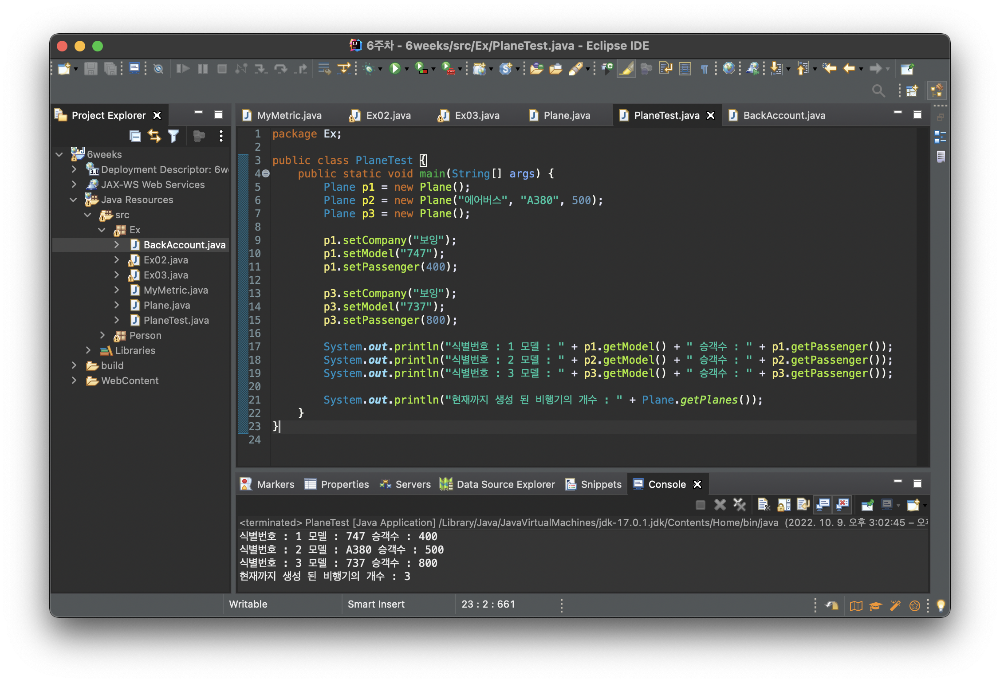 6주차 - 6weeks/src/Ex/PlaneTest.java - Eclipse IDE
Project Explorer
6weeks
3.0 Deployment Descriptor: 6w
JAX-WS Web Services
Java Resources
src
Ex
BackAccount.java
Ex02.java
Ex03.java
MyMetric.java
Plane.java
PlaneTest.java
Person
Libraries
build
WebContent
MyMetric.java Ex02.java Ex03.java Plane.java PlaneTest.java BackAccount.java
1 package Ex;
2
3 public class PlaneTest {
4 public static void main(String[] args) {
5 Plane p1 = new Plane();
6 Plane p2 = new Plane("에어버스", "A380", 500);
7 Plane p3 = new Plane();
8
9 p1.setCompany("보잉");
10 p1.setModel("747");
11 p1.setPassenger(400);
12
13 p3.setCompany("보잉");
14 p3.setModel("737");
15 p3.setPassenger(800);
16
17 System.out.println("식별번호 : 1 모델 : " + p1.getModel() + " 승객수 : " + p1.getPassenger());
18 System.out.println("식별번호 : 2 모델 : " + p2.getModel() + " 승객수 : " + p2.getPassenger());
19 System.out.println("식별번호 : 3 모델 : " + p3.getModel() + " 승객수 : " + p3.getPassenger());
20
21 System.out.println("현재까지 생성 된 비행기의 개수 : " + Plane.getPlanes());
22 }
23 }
24
Markers Properties Servers Data Source Explorer Snippets Console
<terminated> PlaneTest [Java Application] /Library/Java/JavaVirtualMachines/jdk-17.0.1.jdk/Contents/Home/bin/java (2022. 10. 9. 오후 3:02:45 – 오
식별번호 : 1 모델 : 747 승객수 : 400
식별번호 : 2 모델 : A380 승객수 : 500
식별번호 : 3 모델 : 737 승객수 : 800
현재까지 생성 된 비행기의 개수 : 3
Writable Smart Insert 23 : 2 : 661